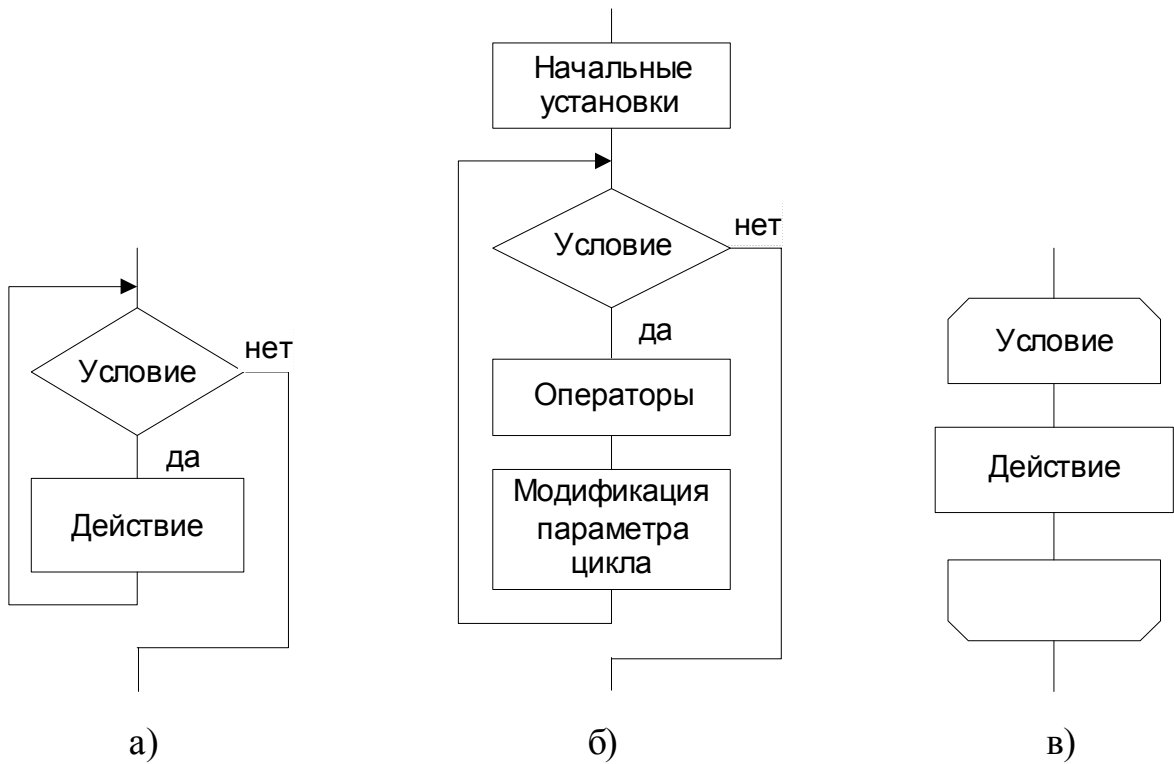 Условие
нет
да
Действие
а)
Начальные
установки
Условие
нет
да
Операторы
Модификация
параметра
цикла
б)
Условие
Действие
в)